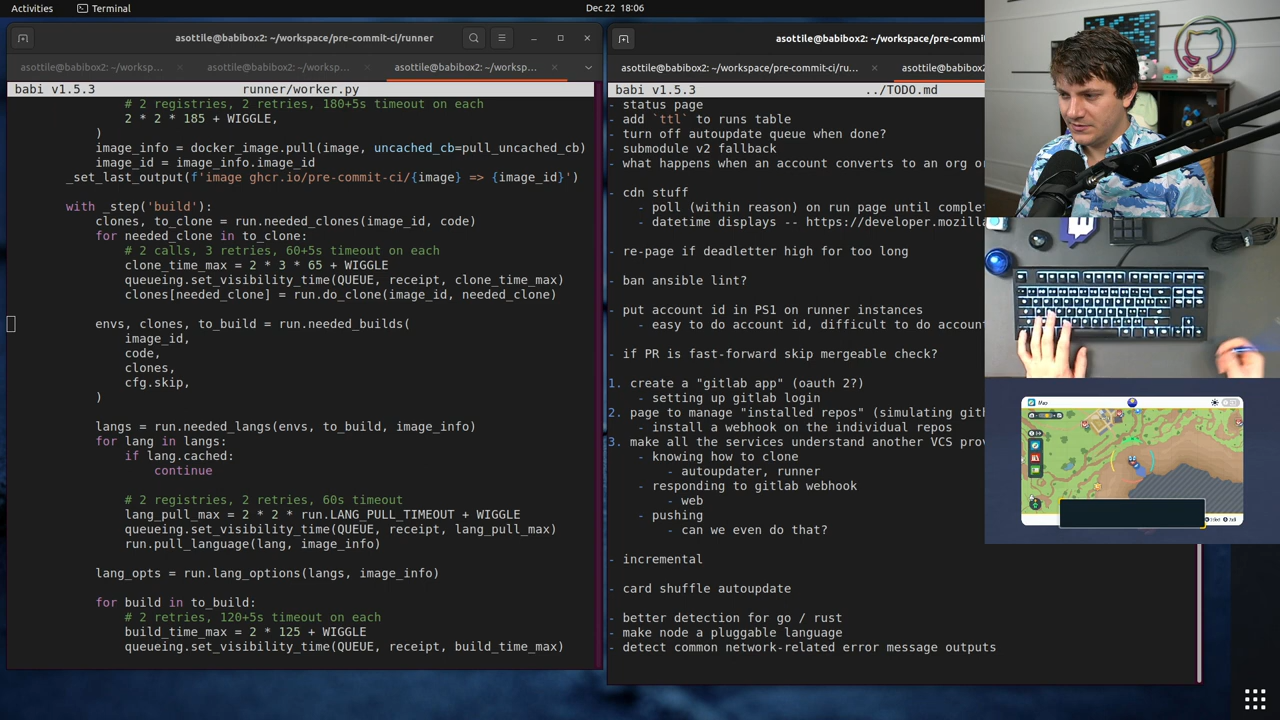 Activities
Terminal
Dec 22 18:06
asottile@babibox2: ~/workspace/pre-commit-ci/runner
asottile@babibox2: ~/worksp…
asottile@babibox2: ~/worksp…
asottile@babibox2: ~/worksp…
babi v1.5.3 runner/worker.py
# 2 registries, 2 retries, 180+5s timeout on each
2 * 2 * 185 + WIGGLE,
)
image_info = docker_image.pull(image, uncached_cb=pull_uncached_cb)
image_id = image_info.image_id
_set_last_output(f'image ghcr.io/pre-commit-ci/{image} => {image_id}')
with _step('build'):
clones, to_clone = run.needed_clones(image_id, code)
for needed_clone in to_clone:
# 2 calls, 3 retries, 60+5s timeout on each
clone_time_max = 2 * 3 * 65 + WIGGLE
queueing.set_visibility_time(QUEUE, receipt, clone_time_max)
clones[needed_clone] = run.do_clone(image_id, needed_clone)
envs, clones, to_build = run.needed_builds(
image_id,
code,
clones,
cfg.skip,
)
langs = run.needed_langs(envs, to_build, image_info)
for lang in langs:
if lang.cached:
continue
# 2 registries, 2 retries, 60s timeout
lang_pull_max = 2 * 2 * run.LANG_PULL_TIMEOUT + WIGGLE
queueing.set_visibility_time(QUEUE, receipt, lang_pull_max)
run.pull_language(lang, image_info)
lang_opts = run.lang_options(langs, image_info)
for build in to_build:
# 2 retries, 120+5s timeout on each
build_time_max = 2 * 125 + WIGGLE
queueing.set_visibility_time(QUEUE, receipt, build_time_max)
asottile@babibox2: ~/workspace/pre-commit
asottile@babibox2: ~/workspace/pre-commit-ci/ru…
asottile@babibox2: ~/wo
babi v1.5.3 ../TODO.md
- status page
- add `ttl` to runs table
- turn off autoupdate queue when done?
- submodule v2 fallback
- what happens when an account converts to an org or
- cdn stuff
- poll (within reason) on run page until complet
- datetime displays -- https://developer.mozilla
- re-page if deadletter high for too long
- ban ansible lint?
- put account id in PS1 on runner instances
- easy to do account id, difficult to do account
- if PR is fast-forward skip mergeable check?
1. create a "gitlab app" (oauth 2?)
- setting up gitlab login
2. page to manage "installed repos" (simulating gith
- install a webhook on the individual repos
3. make all the services understand another VCS prov
- knowing how to clone
- autoupdater, runner
- responding to gitlab webhook
- web
- pushing
- can we even do that?
- incremental
- card shuffle autoupdate
- better detection for go / rust
- make node a pluggable language
- detect common network-related error message outputs
Map